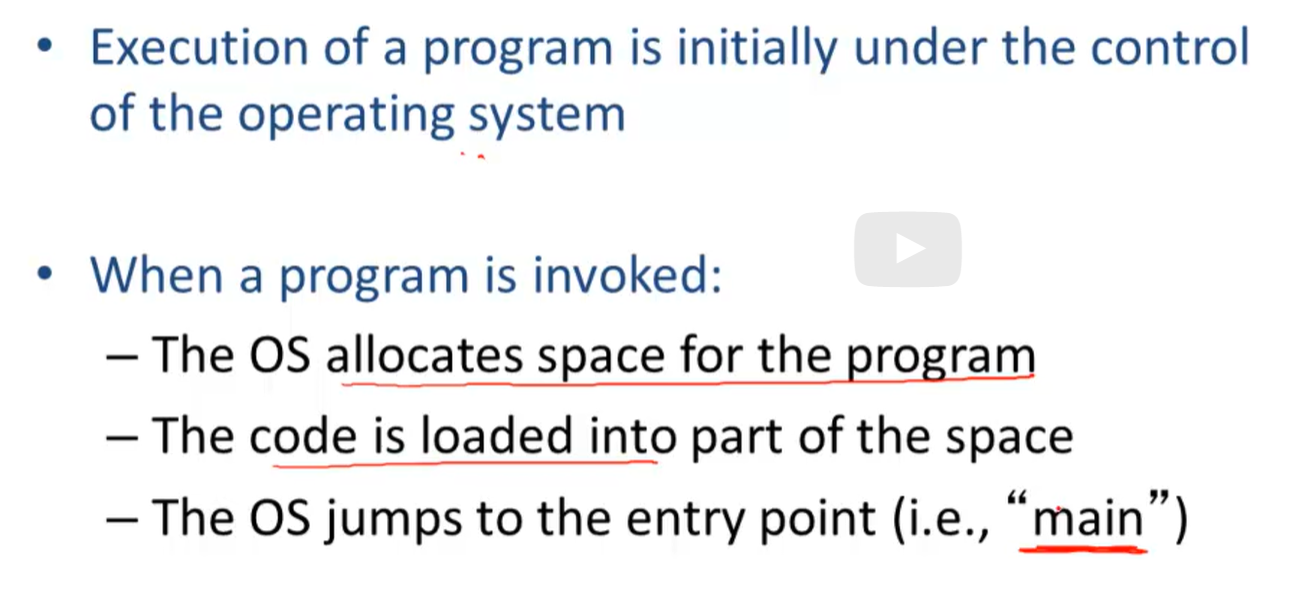 • Execution of a program is initially under the control
of the operating system
• When a program is invoked:
– The OS allocates space for the program
– The code is loaded into part of the space
– The OS jumps to the entry point (i.e., “main”)